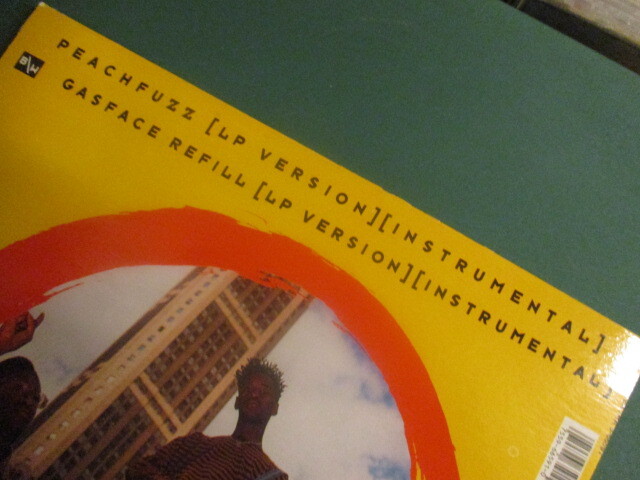 PEACHFUZZ [LP VERSION][INSTRUMENTAL]
B/W
GASFACE REFILL [LP VERSION][INSTRUMENTAL]